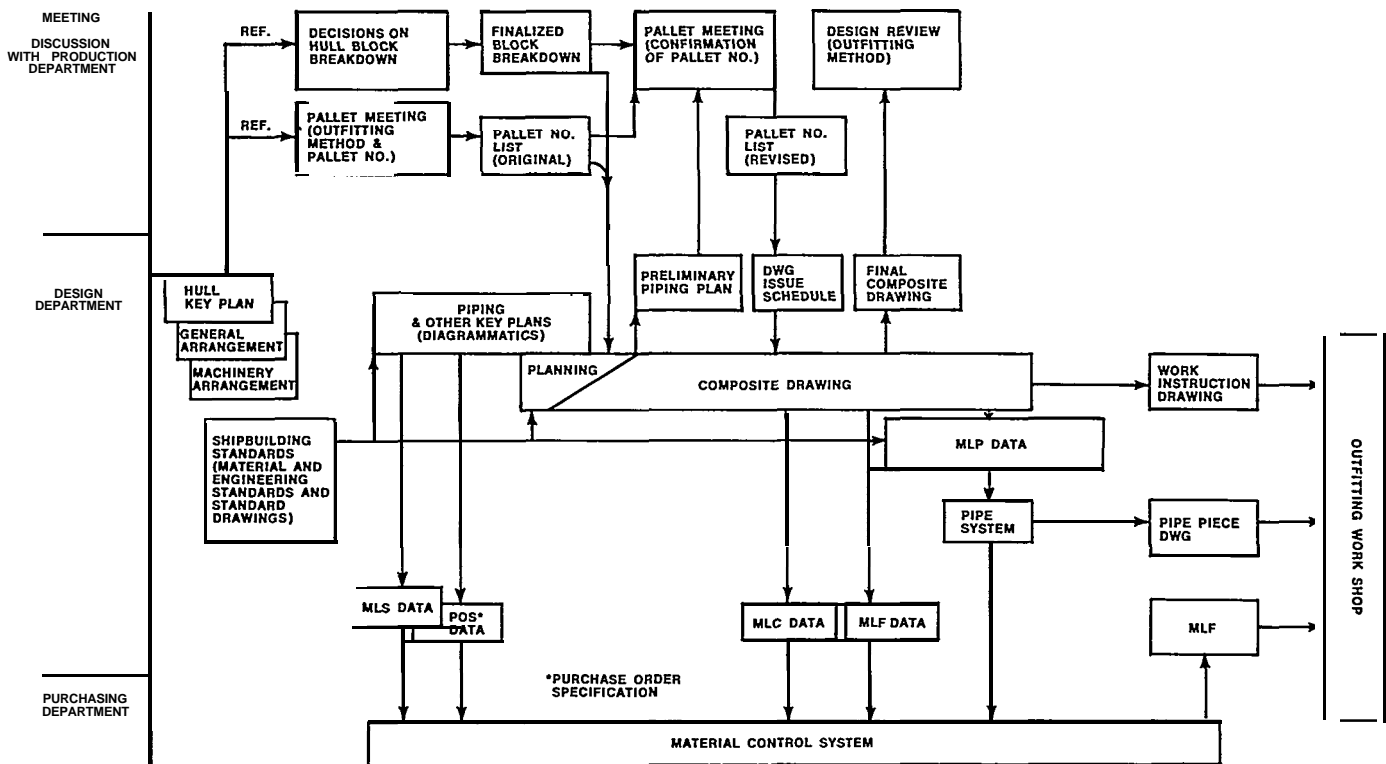 MEETING
DISCUSSION
WITH PRODUCTION
DEPARTMENT
REF.
DECISIONS ON
HULL BLOCK
BREAKDOWN
FINALIZED
BLOCK
BREAKDOWN
PALLET MEETING
(CONFIRMATION
OF PALLET NO.)
DESIGN REVIEW
(OUTFITTING
METHOD)
REF.
PALLET MEETING
(OUTFITTING
METHOD &
PALLET NO.)
PALLET NO.
LIST
(ORIGINAL)
PALLET NO.
LIST
(REVISED)
DESIGN
DEPARTMENT
HULL
KEY PLAN
GENERAL
ARRANGEMENT
MACHINERY
ARRANGEMENT
PIPING
& OTHER KEY PLANS
(DIAGRAMMATICS)
PRELIMINARY
PIPING PLAN
DWG
ISSUE
SCHEDULE
FINAL
COMPOSITE
DRAWING
PLANNING
COMPOSITE DRAWING
WORK
INSTRUCTION
DRAWING
SHIPBUILDING
STANDARDS
(MATERIAL AND
ENGINEERING
STANDARDS AND
STANDARD
DRAWINGS)
MLP DATA
PIPE
SYSTEM
PIPE PIECE
DWG
OUTFITTING WORK SHOP
MLS DATA
POS*
DATA
MLC DATA
MLF DATA
MLF
*PURCHASE ORDER
SPECIFICATION
PURCHASING
DEPARTMENT
MATERIAL CONTROL SYSTEM